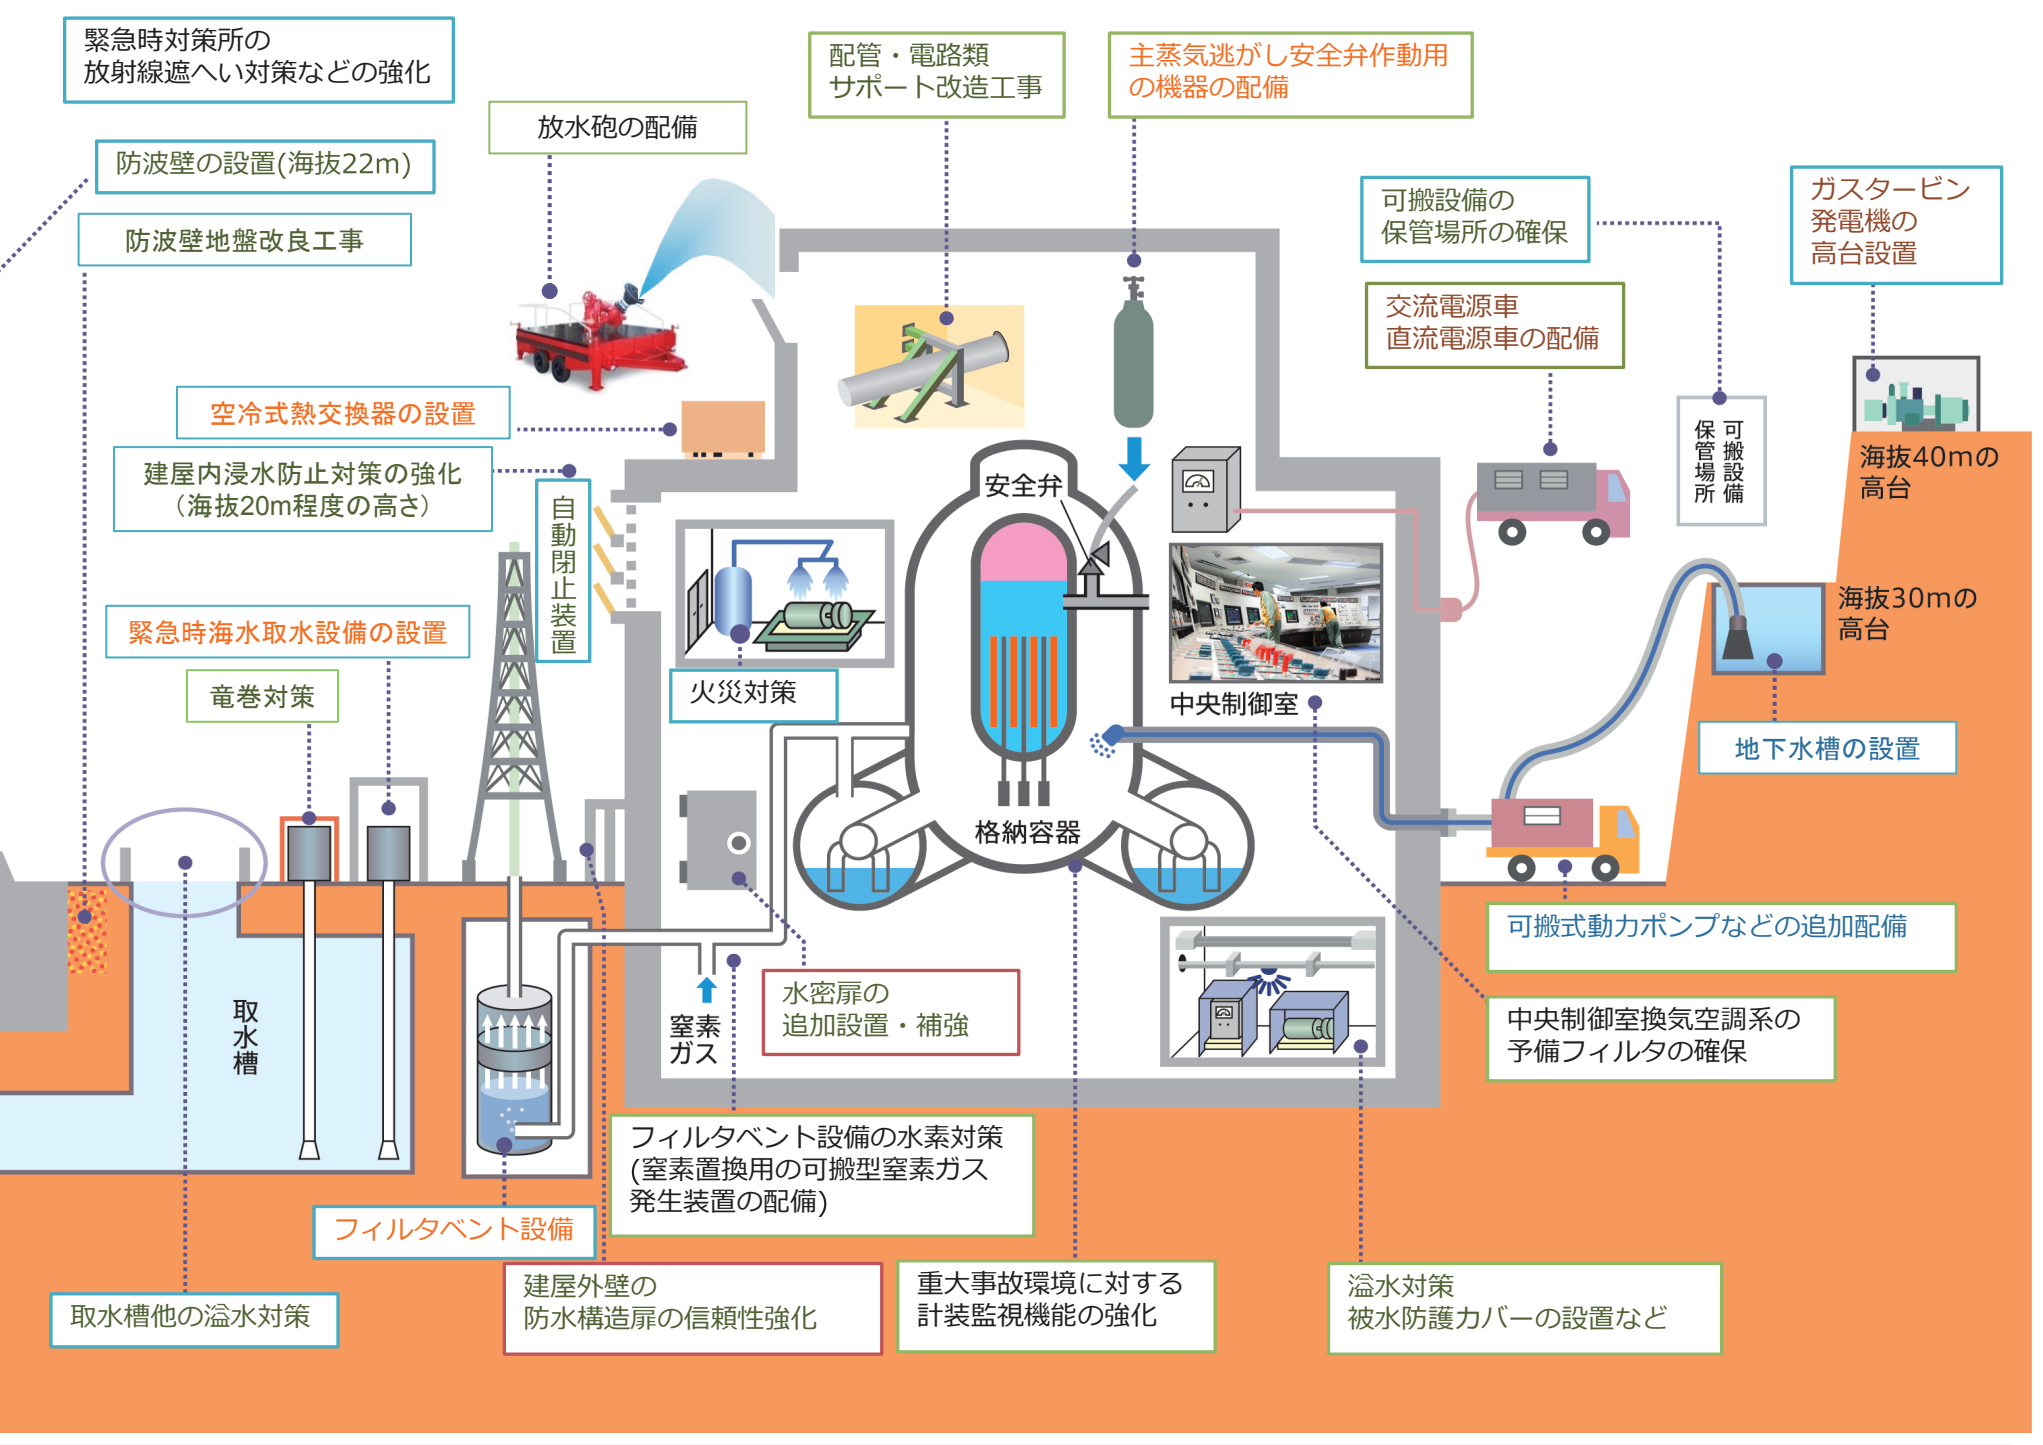 緊急時対策所の
放射線遮へい対策などの強化
防波壁の設置(海抜22m)
防波壁地盤改良工事
放水砲の配備
配管・電路類
サポート改造工事
主蒸気逃がし安全弁作動用
の機器の配備
可搬設備の
保管場所の確保
ガスタービン
発電機の
高台設置
交流電源車
直流電源車の配備
空冷式熱交換器の設置
建屋内浸水防止対策の強化
（海抜20m程度の高さ）
自動閉止装置
安全弁
可搬設備
保管場所
海抜40mの
高台
海抜30mの
高台
緊急時海水取水設備の設置
竜巻対策
火災対策
中央制御室
地下水槽の設置
格納容器
可搬式動力ポンプなどの追加配備
取水槽
窒素
ガス
水密扉の
追加設置・補強
中央制御室換気空調系の
予備フィルタの確保
フィルタベント設備の水素対策
(窒素置換用の可搬型窒素ガス
発生装置の配備)
フィルタベント設備
取水槽他の溢水対策
建屋外壁の
防水構造扉の信頼性強化
重大事故環境に対する
計装監視機能の強化
溢水対策
被水防護カバーの設置など